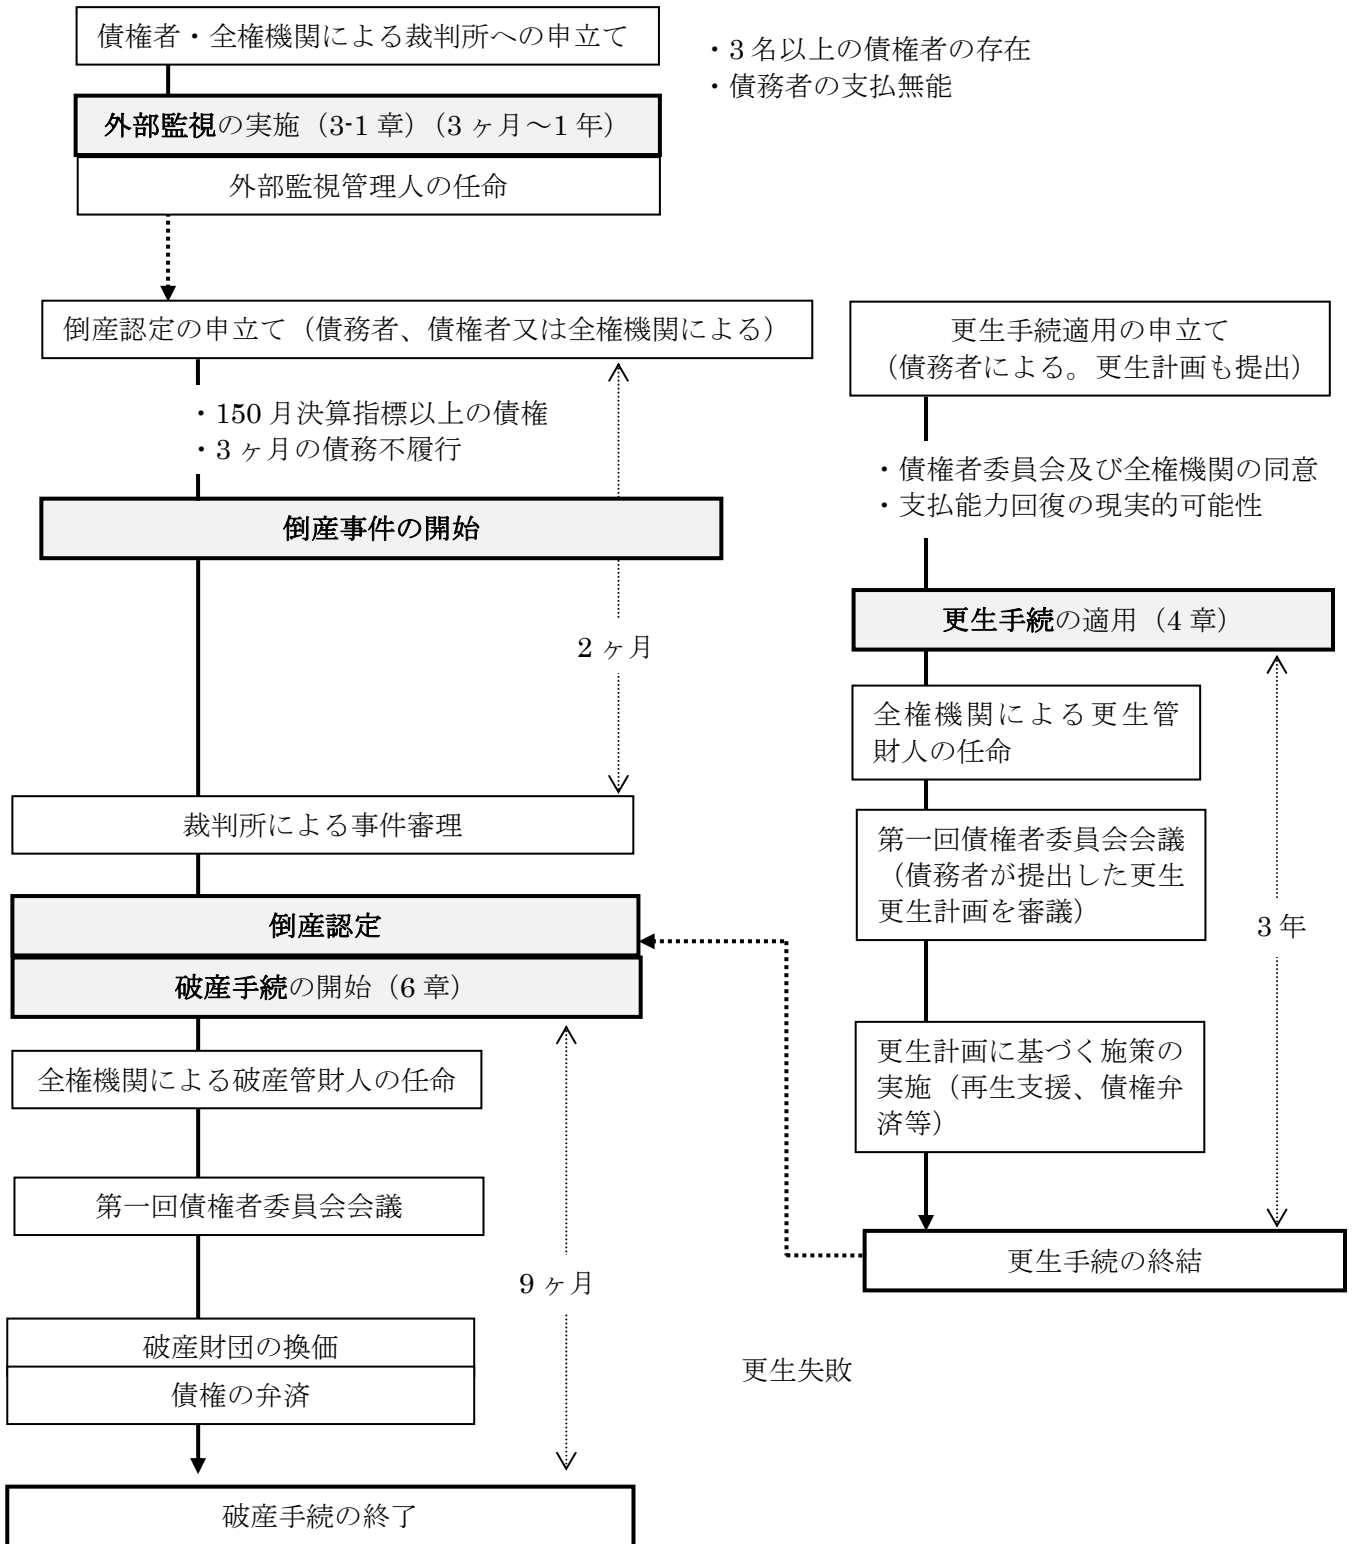 債権者・全権機関による裁判所への申立て
・3 名以上の債権者の存在
・債務者の支払無能
外部監視の実施（3-1 章）（3 ヶ月～1 年）
外部監視管理人の任命
倒産認定の申立て（債務者、債権者又は全権機関による）
・150 月決算指標以上の債権
・3 ヶ月の債務不履行
倒産事件の開始
2 ヶ月
裁判所による事件審理
倒産認定
破産手続の開始（6 章）
全権機関による破産管財人の任命
第一回債権者委員会会議
9 ヶ月
破産財団の換価
債権の弁済
破産手続の終了
更生手続適用の申立て
（債務者による。更生計画も提出）
・債権者委員会及び全権機関の同意
・支払能力回復の現実的可能性
更生手続の適用（4 章）
全権機関による更生管
財人の任命
第一回債権者委員会会議
（債務者が提出した更生
更生計画を審議）
3 年
更生計画に基づく施策の
実施（再生支援、債権弁
済等）
更生手続の終結
更生失敗